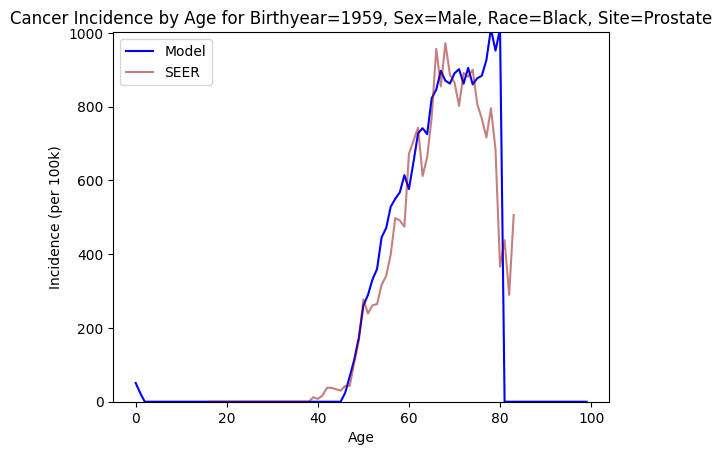 Cancer Incidence by Age for Birthyear=1959, Sex=Male, Race=Black, Site=Prostate
1000
800
600
400
200
0
Incidence (per 100k)
Model
SEER
0
20
40
60
80
100
Age